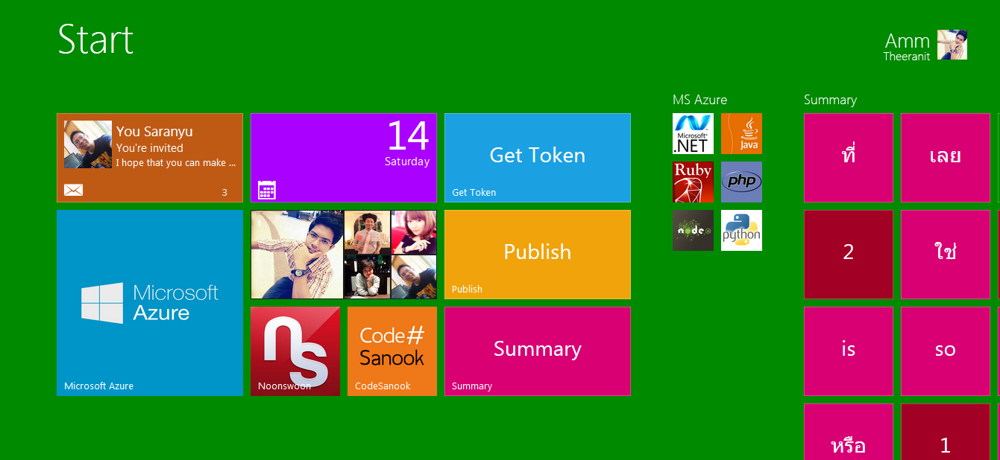 Start
Amm
Theeranit
You Saranyu
You're invited
I hope that you can make ...
3
14
Saturday
Get Token
Get Token
Microsoft
Azure
Microsoft Azure
Publish
Publish
ns
Noonswoon
Code#
Sanook
CodeSanook
Summary
Summary
MS Azure
Microsoft®
.NET
Java
Ruby
php
node
python
Summary
ที่
เลย
2
ใช่
is
so
หรือ
1